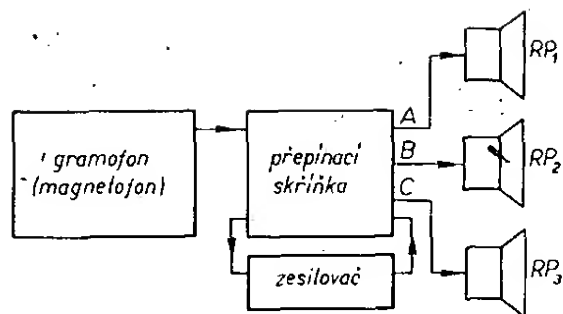 gramofon
(magnetofon)
přepínací
skříňka
zesilovač
A
B
C
RP1
RP2
RP3